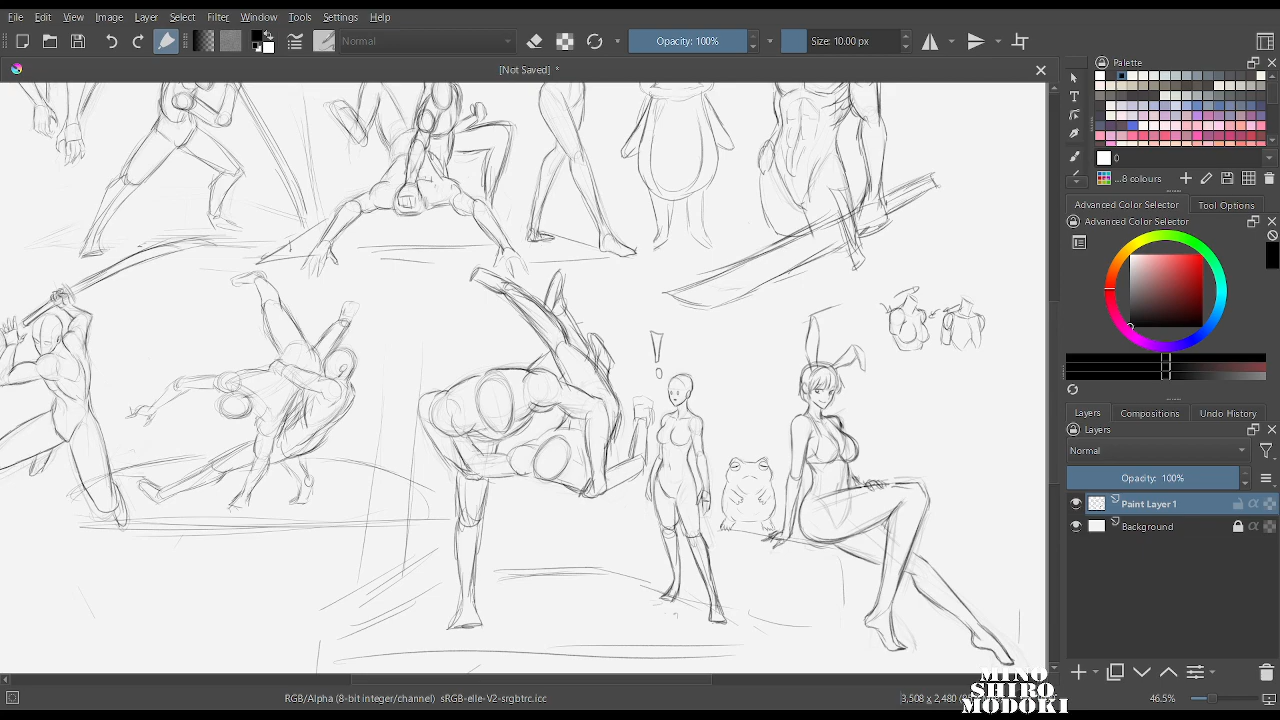 File Edit View Image Layer Select Filter Window Tools Settings Help
Normal
Opacity: 100%
Size: 10.00 px
[Not Saved] *
Palette
0
...8 colours
Advanced Color Selector
Tool Options
Advanced Color Selector
Layers
Compositions
Undo History
Layers
Normal
Opacity: 100%
Paint Layer 1
Background
!
RGB/Alpha (8-bit integer/channel) sRGB-elle-V2-srgbtrc.icc
3,508 x 2,480
46.5%
MINO
SHIRO
MODOKI